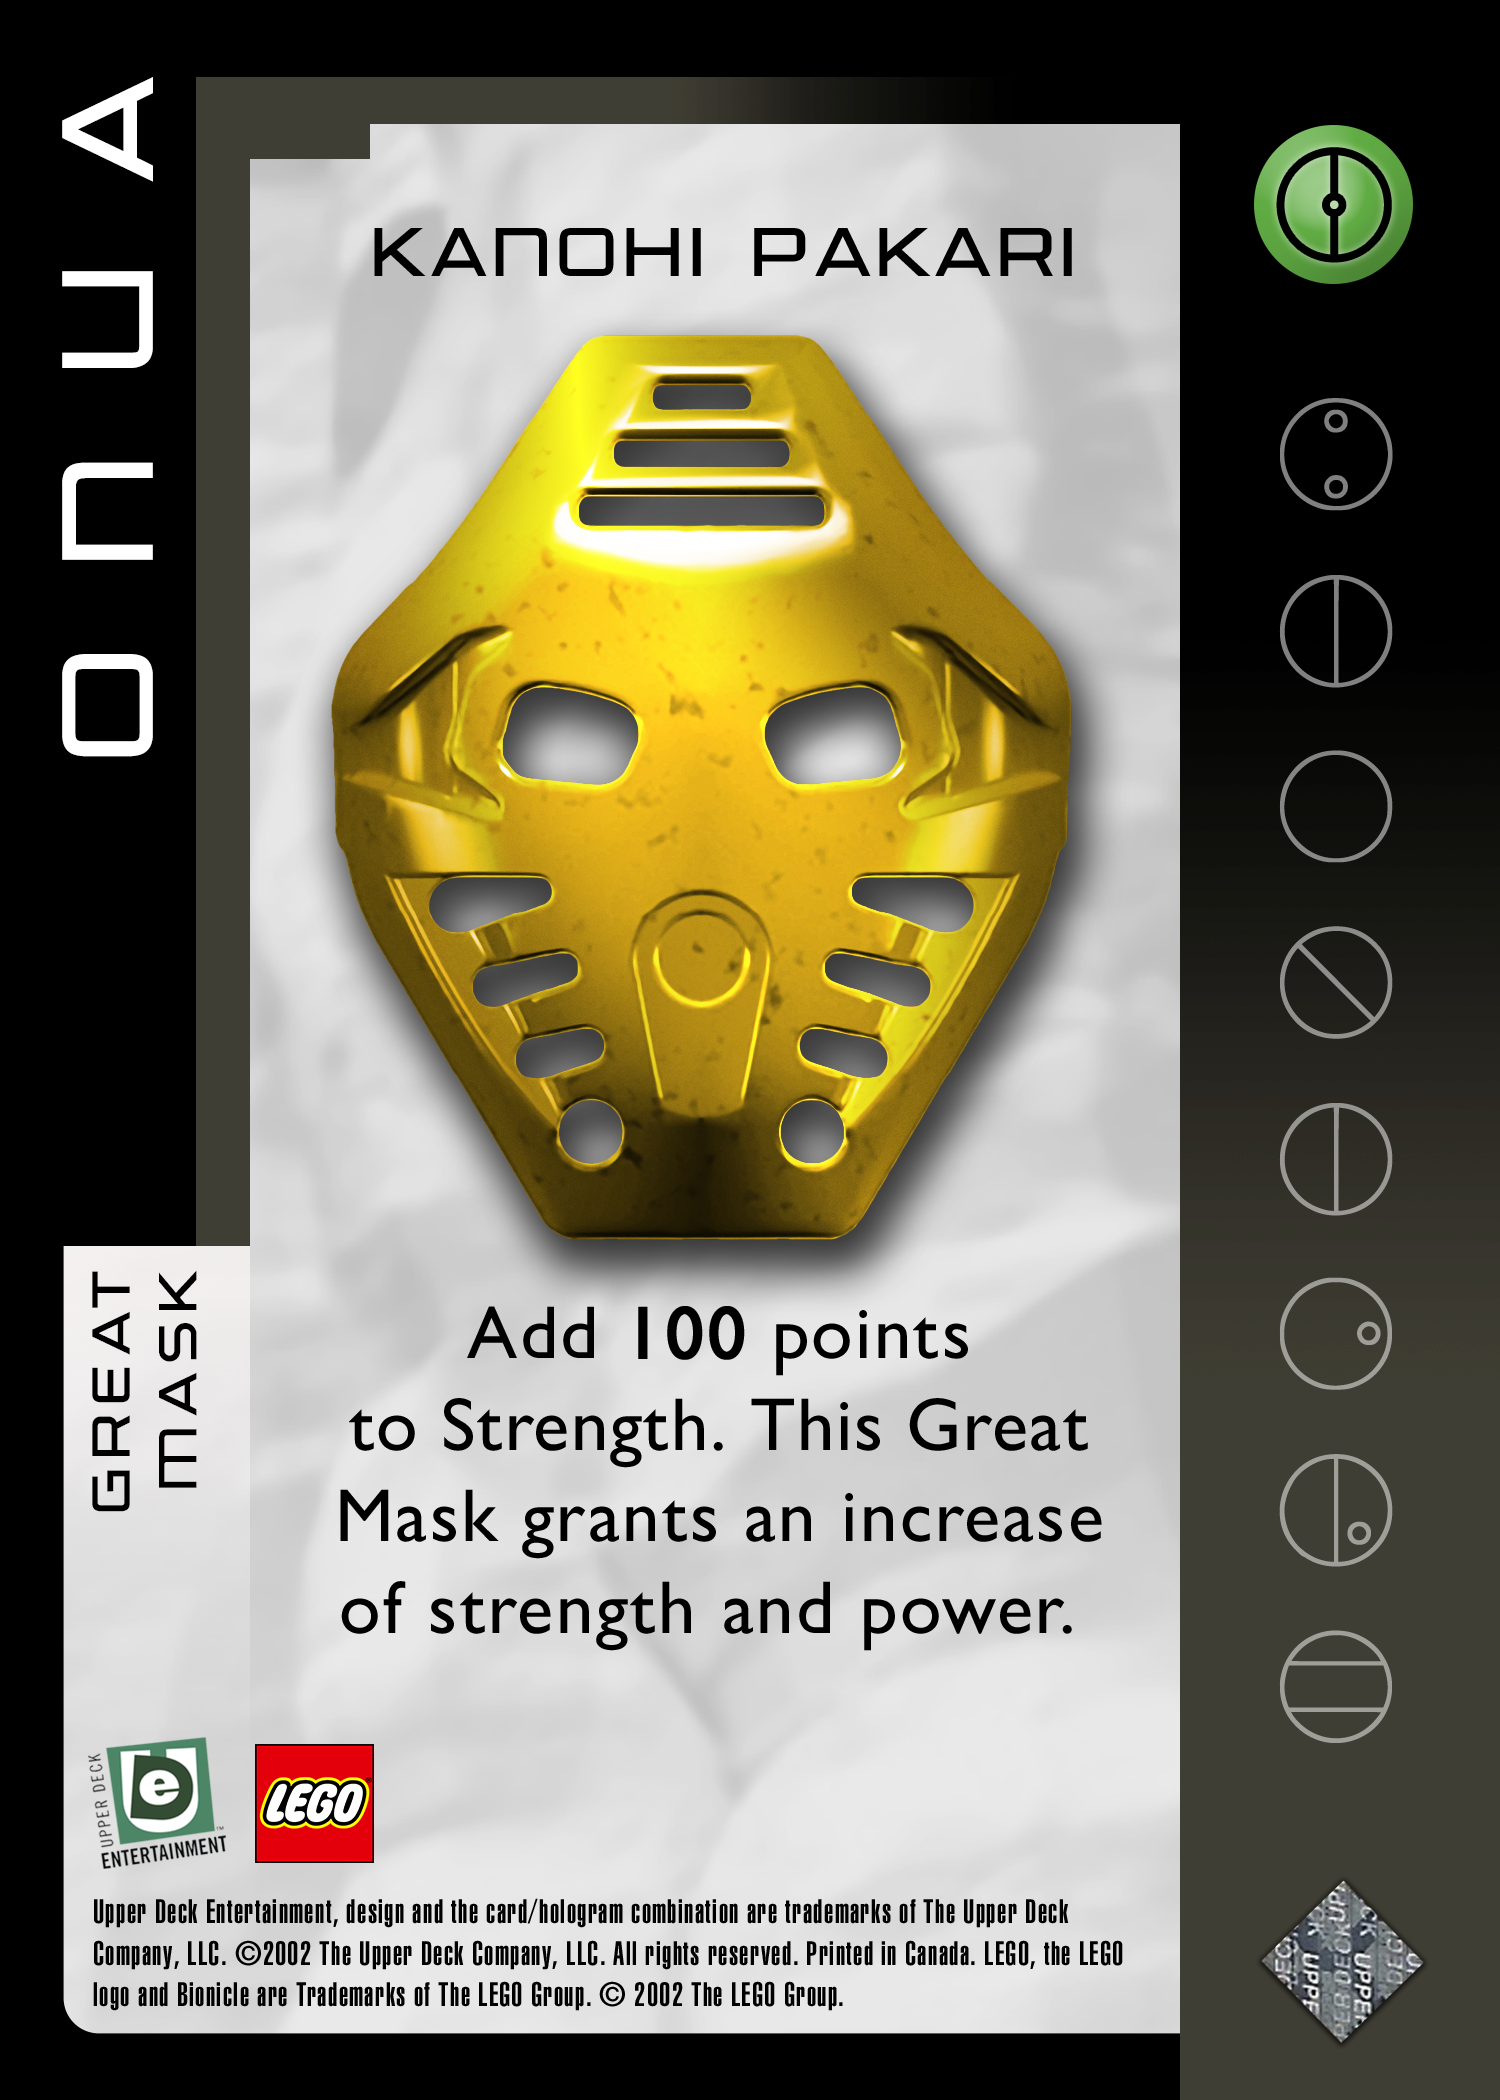 ONUA
KANOHI PAKARI
Add 100 points
to Strength. This Great
Mask grants an increase
of strength and power.
GREAT
MASK
UPPER DECK
e
ENTERTAINMENT
™
LEGO
Upper Deck Entertainment, design and the card/hologram combination are trademarks of The Upper Deck
Company, LLC. ©2002 The Upper Deck Company, LLC. All rights reserved. Printed in Canada. LEGO, the LEGO
logo and Bionicle are Trademarks of The LEGO Group. © 2002 The LEGO Group.